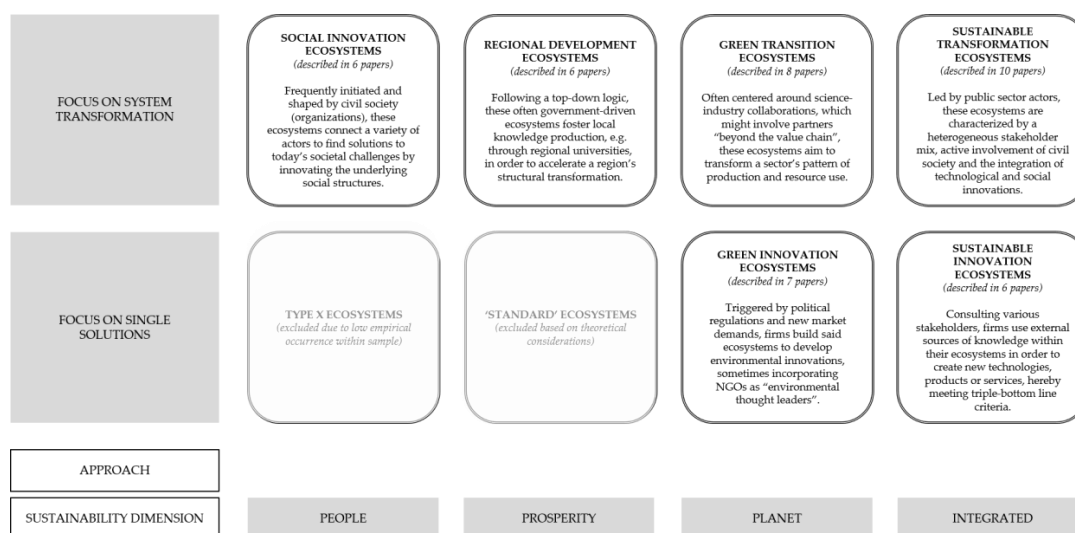 FOCUS ON SYSTEM
TRANSFORMATION
SOCIAL INNOVATION
ECOSYSTEMS
(described in 6 papers)
Frequently initiated and
shaped by civil society
(organizations), these
ecosystems connect a variety of
actors to find solutions to
today's societal challenges by
innovating the underlying
social structures.
REGIONAL DEVELOPMENT
ECOSYSTEMS
(described in 6 papers)
Following a top-down logic,
these often government-driven
ecosystems foster local
knowledge production, e.g.
through regional universities,
in order to accelerate a region's
structural transformation.
GREEN TRANSITION
ECOSYSTEMS
(described in 8 papers)
Often centered around science-
industry collaborations, which
might involve partners
“beyond the value chain”,
these ecosystems aim to
transform a sector's pattern of
production and resource use.
SUSTAINABLE
TRANSFORMATION
ECOSYSTEMS
(described in 10 papers)
Led by public sector actors,
these ecosystems are
characterized by a
heterogeneous stakeholder
mix, active involvement of civil
society and the integration of
technological and social
innovations.
FOCUS ON SINGLE
SOLUTIONS
TYPE X ECOSYSTEMS
(excluded due to low empirical
occurrence within sample)
‘STANDARD’ ECOSYSTEMS
(excluded based on theoretical
considerations)
GREEN INNOVATION
ECOSYSTEMS
(described in 7 papers)
Triggered by political
regulations and new market
demands, firms build said
ecosystems to develop
environmental innovations,
sometimes incorporating
NGOs as “environmental
thought leaders”.
SUSTAINABLE
INNOVATION
ECOSYSTEMS
(described in 6 papers)
Consulting various
stakeholders, firms use external
sources of knowledge within
their ecosystems in order to
create new technologies,
products or services, hereby
meeting triple-bottom line
criteria.
APPROACH
SUSTAINABILITY DIMENSION
PEOPLE
PROSPERITY
PLANET
INTEGRATED